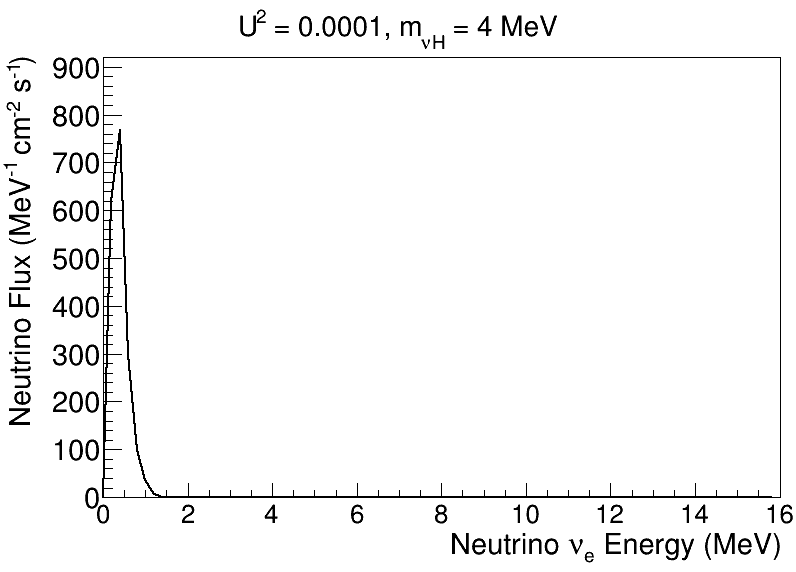 U² = 0.0001, m_νH = 4 MeV
Neutrino Flux (MeV⁻¹ cm⁻² s⁻¹)
900
800
700
600
500
400
300
200
100
0
0 2 4 6 8 10 12 14 16
Neutrino νₑ Energy (MeV)